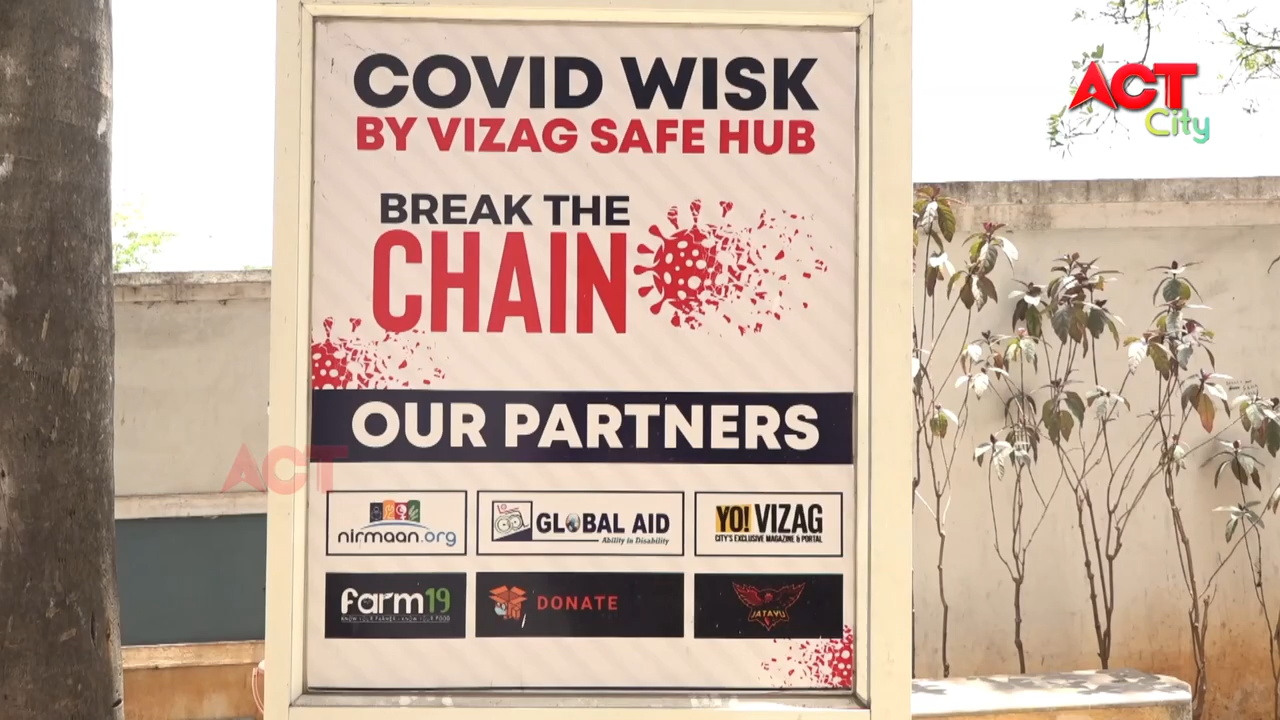 COVID WISK
BY VIZAG SAFE HUB
BREAK THE
CHAIN
OUR PARTNERS
nirmaan.org
GLOBAL AID
Ability in Disability
YO! VIZAG
CITY'S EXCLUSIVE MAGAZINE & PORTAL
farm19
KNOW YOUR FARMER - KNOW YOUR FOOD
DONATE
JATAYU
ACT
City
ACT